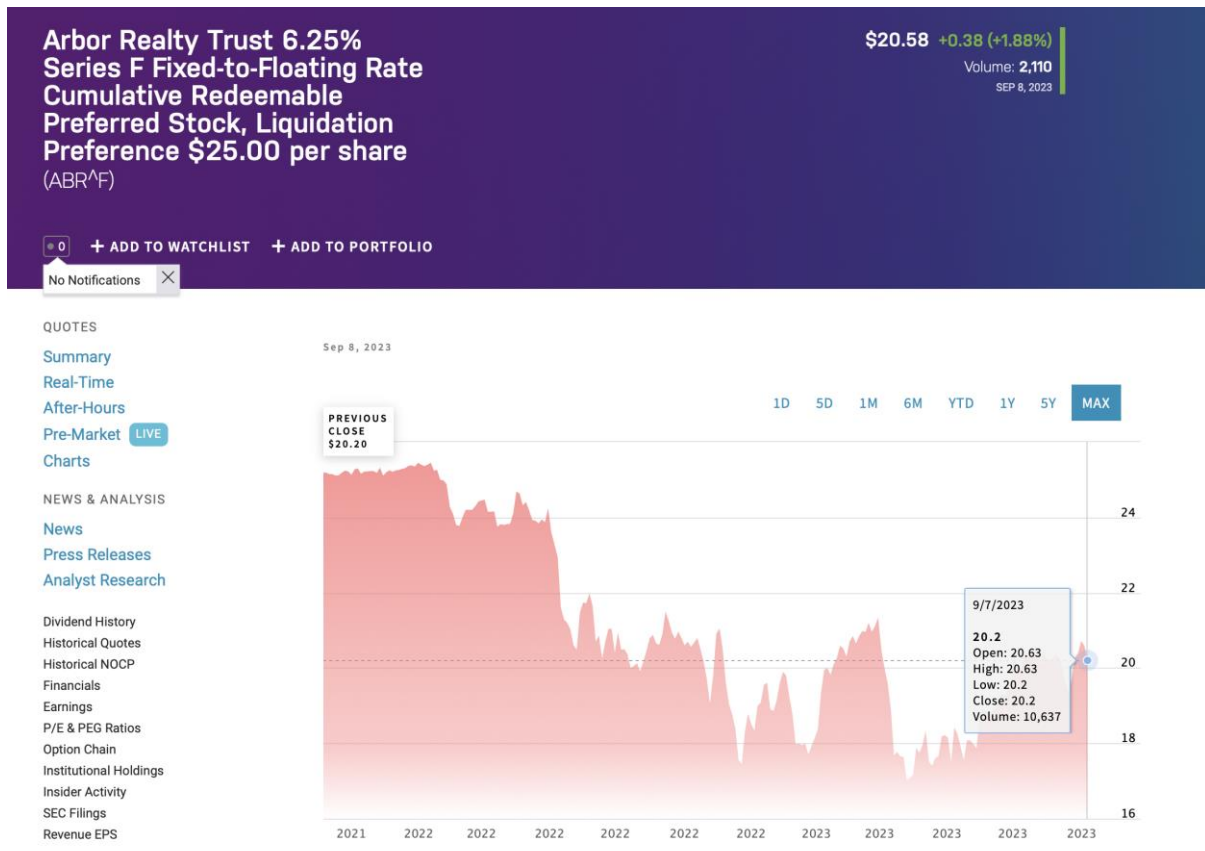 Arbor Realty Trust 6.25%
Series F Fixed-to-Floating Rate
Cumulative Redeemable
Preferred Stock, Liquidation
Preference $25.00 per share
(ABR^F)
$20.58 +0.38 (+1.88%)
Volume: 2,110
SEP 8, 2023
0 + ADD TO WATCHLIST + ADD TO PORTFOLIO
No Notifications
QUOTES
Summary
Real-Time
After-Hours
Pre-Market LIVE
Charts
NEWS & ANALYSIS
News
Press Releases
Analyst Research
Dividend History
Historical Quotes
Historical NOCP
Financials
Earnings
P/E & PEG Ratios
Option Chain
Institutional Holdings
Insider Activity
SEC Filings
Revenue EPS
Sep 8, 2023
1D 5D 1M 6M YTD 1Y 5Y MAX
PREVIOUS
CLOSE
$20.20
24
22
20
18
16
9/7/2023
20.2
Open: 20.63
High: 20.63
Low: 20.2
Close: 20.2
Volume: 10,637
2021 2022 2022 2022 2022 2022 2022 2023 2023 2023 2023 2023